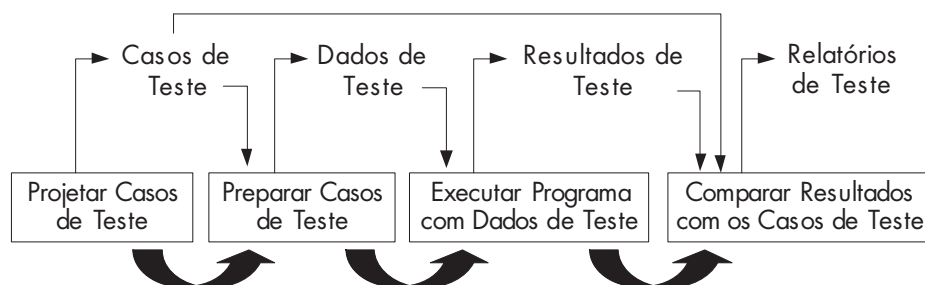 Casos de
Teste
Dados de
Teste
Resultados de
Teste
Relatórios
de Teste
Projetar Casos
de Teste
Preparar Casos
de Teste
Executar Programa
com Dados de Teste
Comparar Resultados
com os Casos de Teste